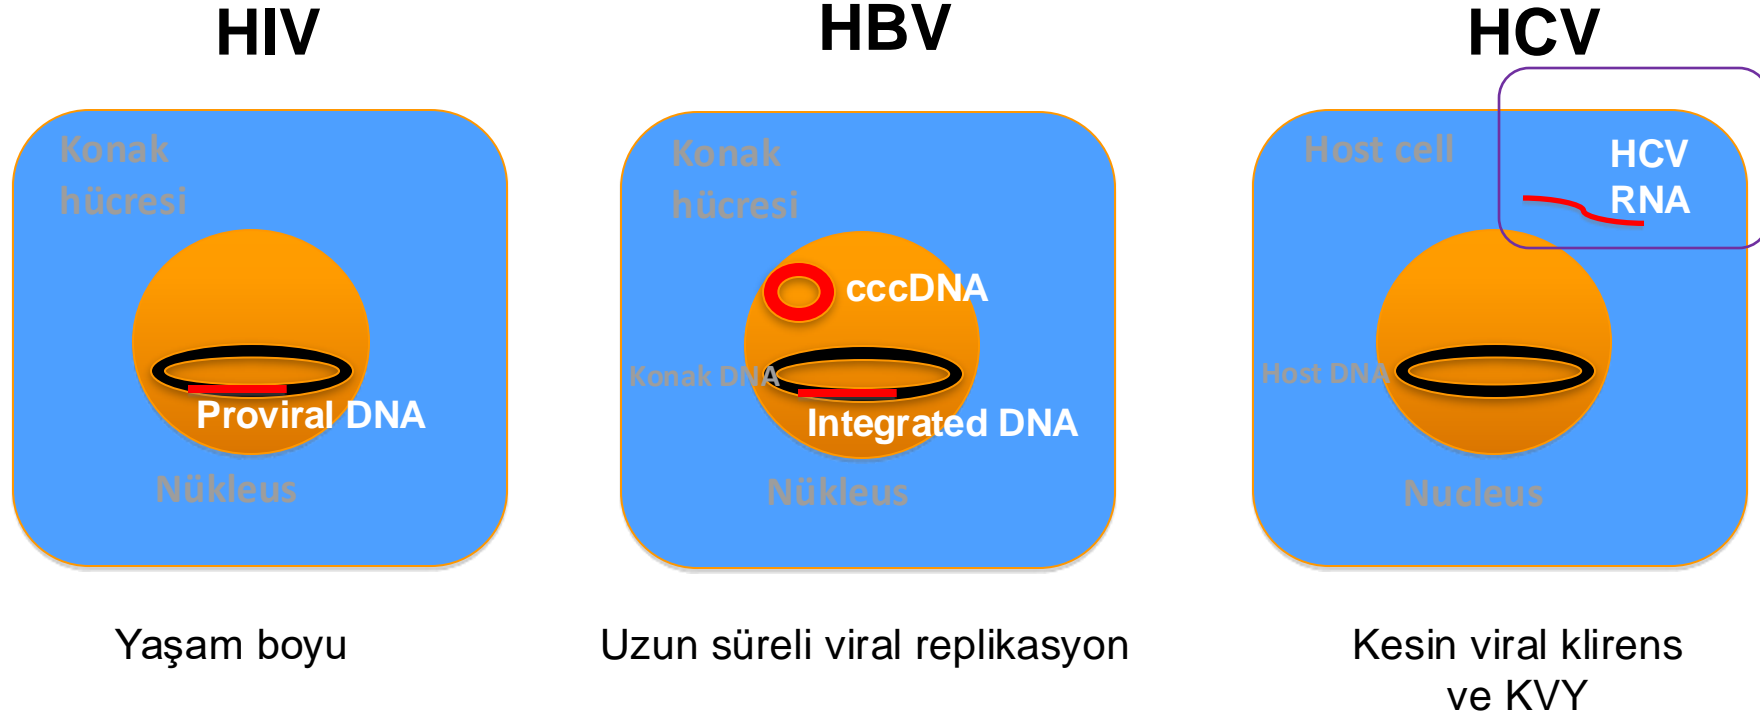 HIV
Konak
hücresi
Proviral DNA
Nükleus
Yaşam boyu
HBV
Konak
hücresi
cccDNA
Konak DNA
Integrated DNA
Nükleus
Uzun süreli viral replikasyon
HCV
Host cell
HCV
RNA
Host DNA
Nucleus
Kesin viral klirens
ve KVY